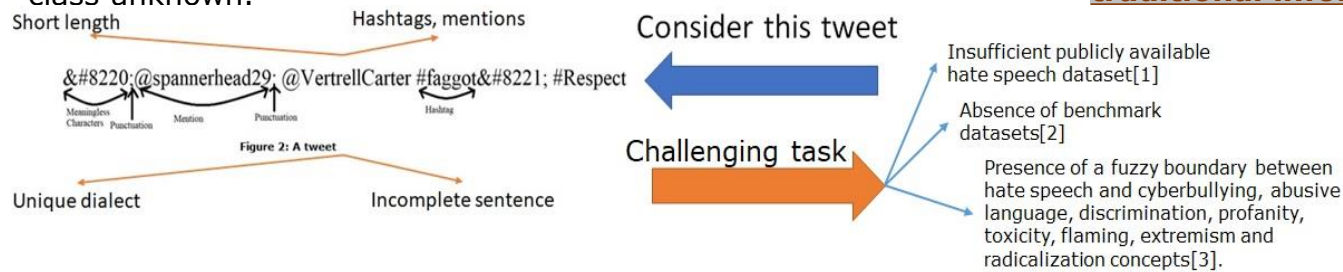 class unknown.
Short length
Hashtags, mentions
&#8220;@spannerhead29: @VertrellCarter #faggot&#8221; #Respect
Meaningless
Characters
Punctuation
Mention
Punctuation
Hashtag
Figure 2: A tweet
Unique dialect
Incomplete sentence
Consider this tweet
Challenging task
Insufficient publicly available
hate speech dataset[1]
Absence of benchmark
datasets[2]
Presence of a fuzzy boundary between
hate speech and cyberbullying, abusive
language, discrimination, profanity,
toxicity, flaming, extremism and
radicalization concepts[3].